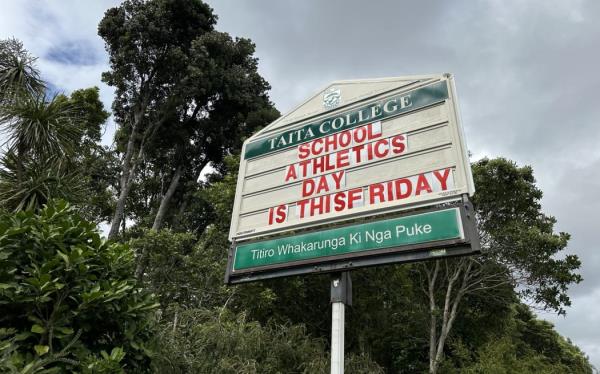 TAITA COLLEGE
SCHOOL
ATHLETICS
DAY
IS THIS FRIDAY
Titiro Whakarunga Ki Nga Puke